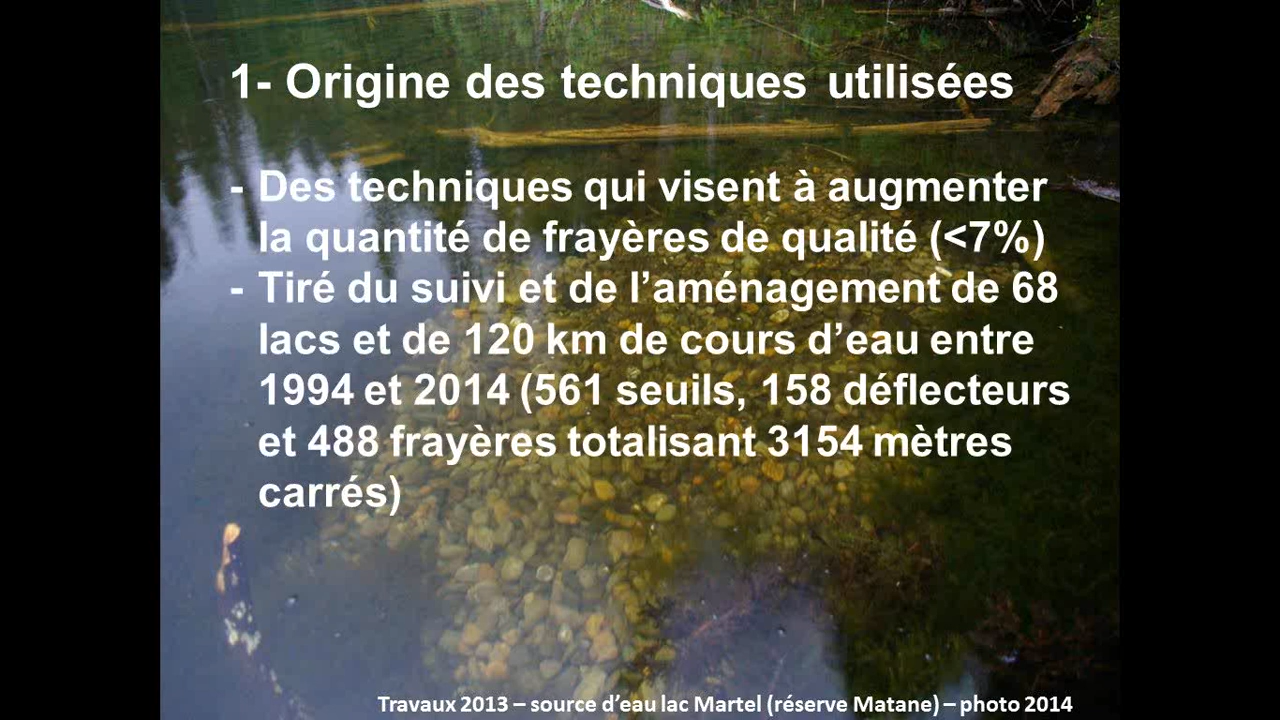 1- Origine des techniques utilisées
- Des techniques qui visent à augmenter
la quantité de frayères de qualité (<7%)
- Tiré du suivi et de l’aménagement de 68
lacs et de 120 km de cours d’eau entre
1994 et 2014 (561 seuils, 158 déflecteurs
et 488 frayères totalisant 3154 mètres
carrés)
Travaux 2013 – source d’eau lac Martel (réserve Matane) – photo 2014